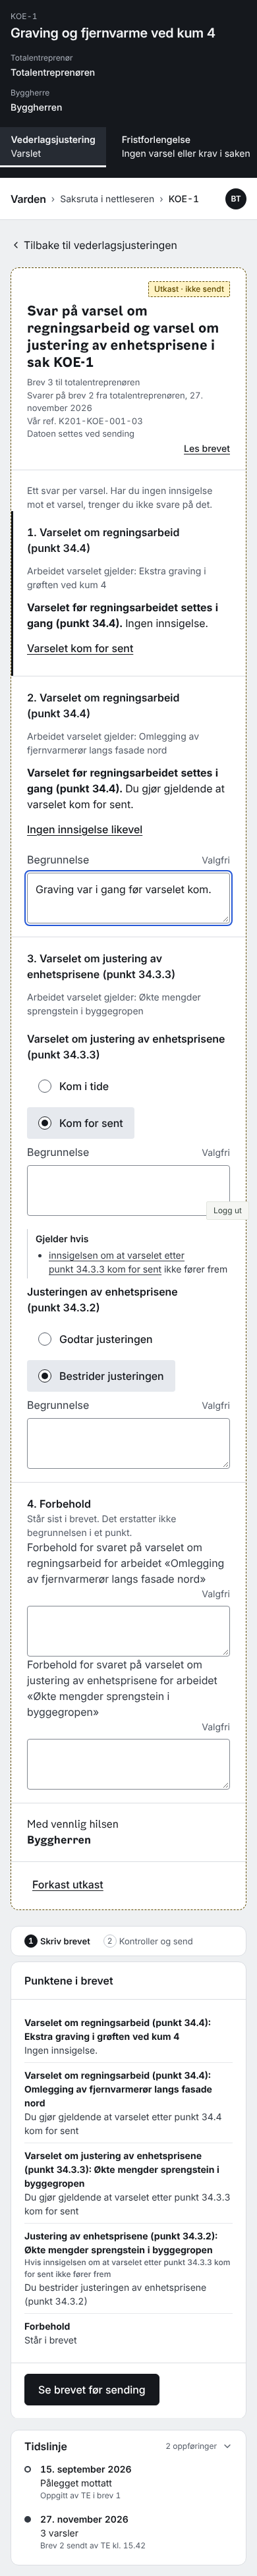 KOE-1
Graving og fjernvarme ved kum 4
Totalentreprenør
Totalentreprenøren
Byggherre
Byggherren
Vederlagsjustering
Varslet
Fristforlengelse
Ingen varsel eller krav i saken
Varden › Saksruta i nettleseren › KOE-1
BT
Tilbake til vederlagsjusteringen
Utkast - ikke sendt
Svar på varsel om
regningsarbeid og varsel om
justering av enhetsprisene i
sak KOE-1
Brev 3 til totalentreprenøren
Svarer på brev 2 fra totalentreprenøren, 27.
november 2026
Vår ref. K201-KOE-001-03
Datoen settes ved sending
Les brevet
Ett svar per varsel. Har du ingen innsigelse
mot et varsel, trenger du ikke svare på det.
1. Varselet om regningsarbeid
(punkt 34.4)
Arbeidet varselet gjelder: Ekstra graving i
grøften ved kum 4
Varselet før regningsarbeidet settes i
gang (punkt 34.4). Ingen innsigelse.
Varselet kom for sent
2. Varselet om regningsarbeid
(punkt 34.4)
Arbeidet varselet gjelder: Omlegging av
fjernvarmerør langs fasade nord
Varselet før regningsarbeidet settes i
gang (punkt 34.4). Du gjør gjeldende at
varselet kom for sent.
Ingen innsigelse likevel
Begrunnelse
Valgfri
Graving var i gang før varselet kom.
3. Varselet om justering av
enhetsprisene (punkt 34.3.3)
Arbeidet varselet gjelder: Økte mengder
sprengstein i byggegropen
Varselet om justering av enhetsprisene
(punkt 34.3.3)
Kom i tide
Kom for sent
Begrunnelse
Valgfri
Logg ut
Gjelder hvis
• innsigelsen om at varselet etter
punkt 34.3.3 kom for sent ikke fører frem
Justeringen av enhetsprisene
(punkt 34.3.2)
Godtar justeringen
Bestrider justeringen
Begrunnelse
Valgfri
4. Forbehold
Står sist i brevet. Det erstatter ikke
begrunnelsen i et punkt.
Forbehold for svaret på varselet om
regningsarbeid for arbeidet «Omlegging
av fjernvarmerør langs fasade nord»
Valgfri
Forbehold for svaret på varselet om
justering av enhetsprisene for arbeidet
«Økte mengder sprengstein i
byggegropen»
Valgfri
Med vennlig hilsen
Byggherren
Forkast utkast
1 Skriv brevet
2 Kontroller og send
Punktene i brevet
Varselet om regningsarbeid (punkt 34.4):
Ekstra graving i grøften ved kum 4
Ingen innsigelse.
Varselet om regningsarbeid (punkt 34.4):
Omlegging av fjernvarmerør langs fasade
nord
Du gjør gjeldende at varselet etter punkt 34.4
kom for sent
Varselet om justering av enhetsprisene
(punkt 34.3.3): Økte mengder sprengstein i
byggegropen
Du gjør gjeldende at varselet etter punkt 34.3.3
kom for sent
Justering av enhetsprisene (punkt 34.3.2):
Økte mengder sprengstein i byggegropen
Hvis innsigelsen om at varselet etter punkt 34.3.3 kom
for sent ikke fører frem
Du bestrider justeringen av enhetsprisene
(punkt 34.3.2)
Forbehold
Står i brevet
Se brevet før sending
Tidslinje
2 oppføringer
15. september 2026
Pålegget mottatt
Oppgitt av TE i brev 1
27. november 2026
3 varsler
Brev 2 sendt av TE kl. 15.42